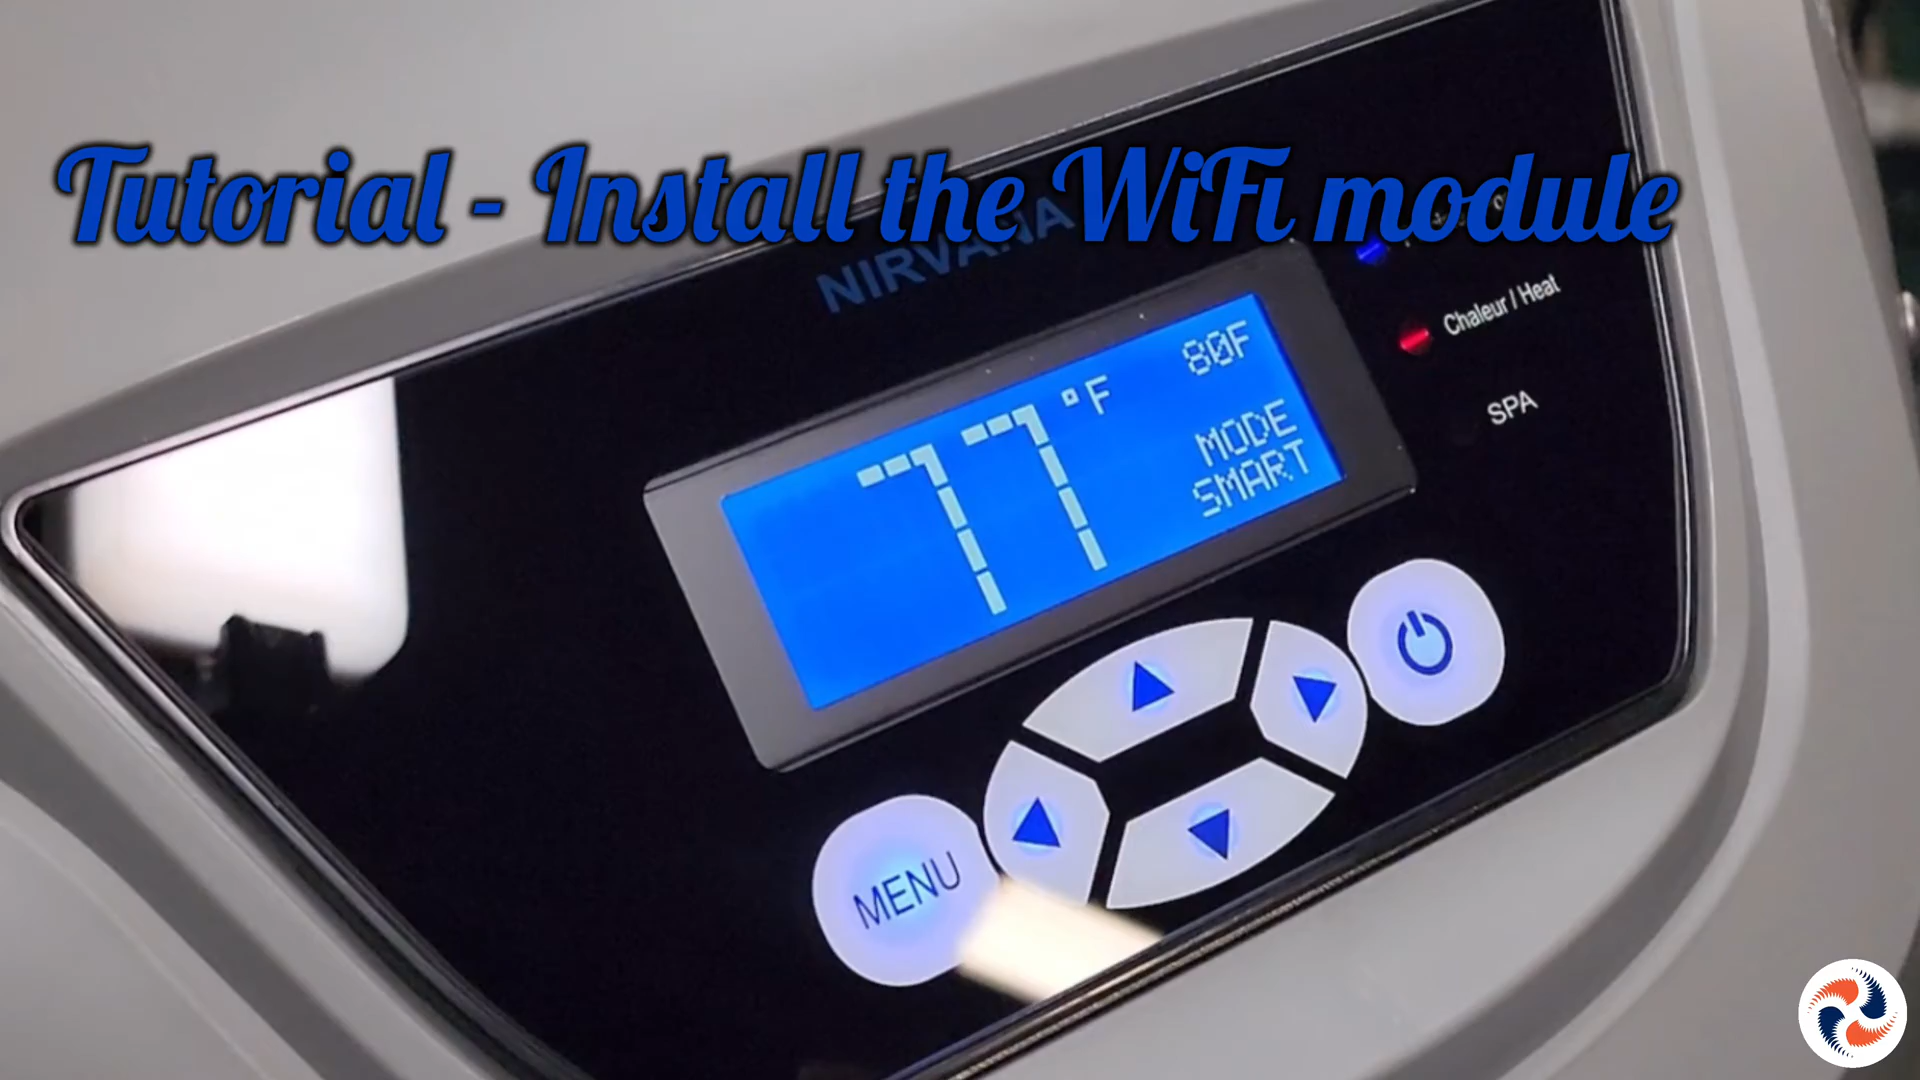 Tutorial - Install the WiFi module
NIRVANA
Chaleur / Heat
SPA
80F
77°F
MODE
SMART
MENU